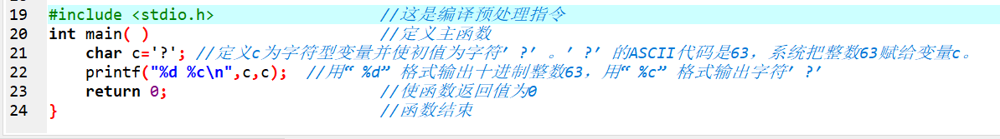 19 #include <stdio.h> //这是编译预处理指令
20 int main( ) //定义主函数
21 char c='?'; //定义c为字符型变量并使初值为字符’?’。’?’的ASCII代码是63，系统把整数63赋给变量c。
22 printf("%d %c\n",c,c); //用“%d”格式输出十进制整数63，用“%c”格式输出字符’?’
23 return 0; //使函数返回值为0
24 } //函数结束